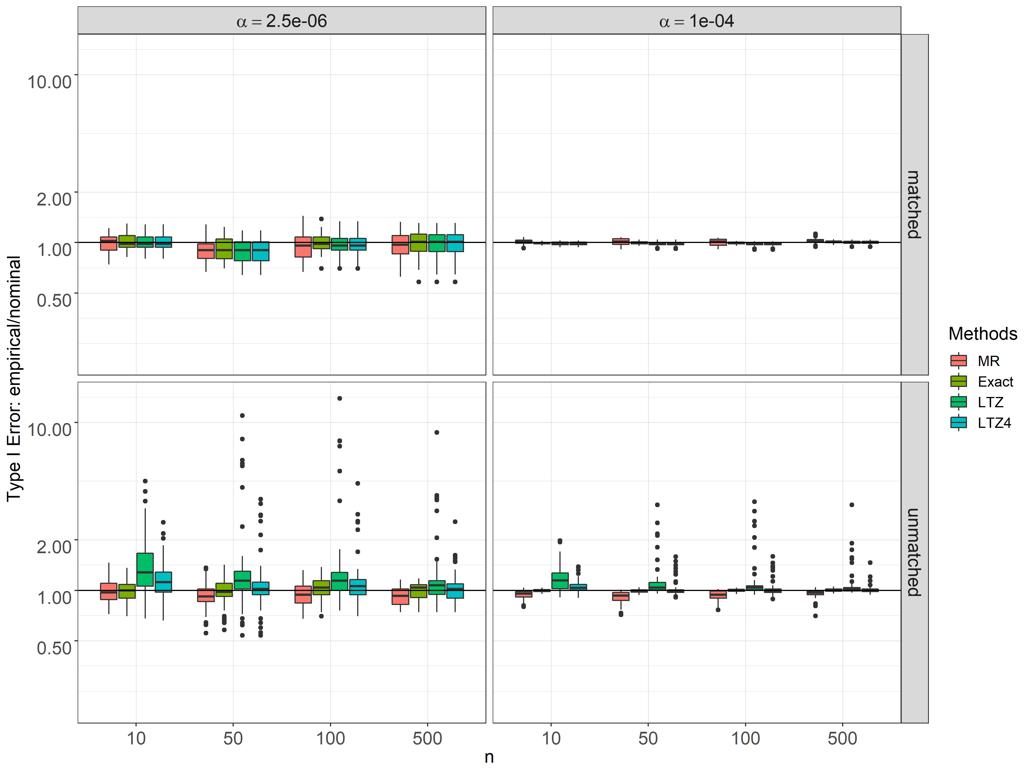 α = 2.5e-06
α = 1e-04
10.00
2.00
1.00
0.50
matched
10.00
2.00
1.00
0.50
unmatched
Type I Error: empirical/nominal
10
50
100
500
10
50
100
500
n
Methods
MR
Exact
LTZ
LTZ4